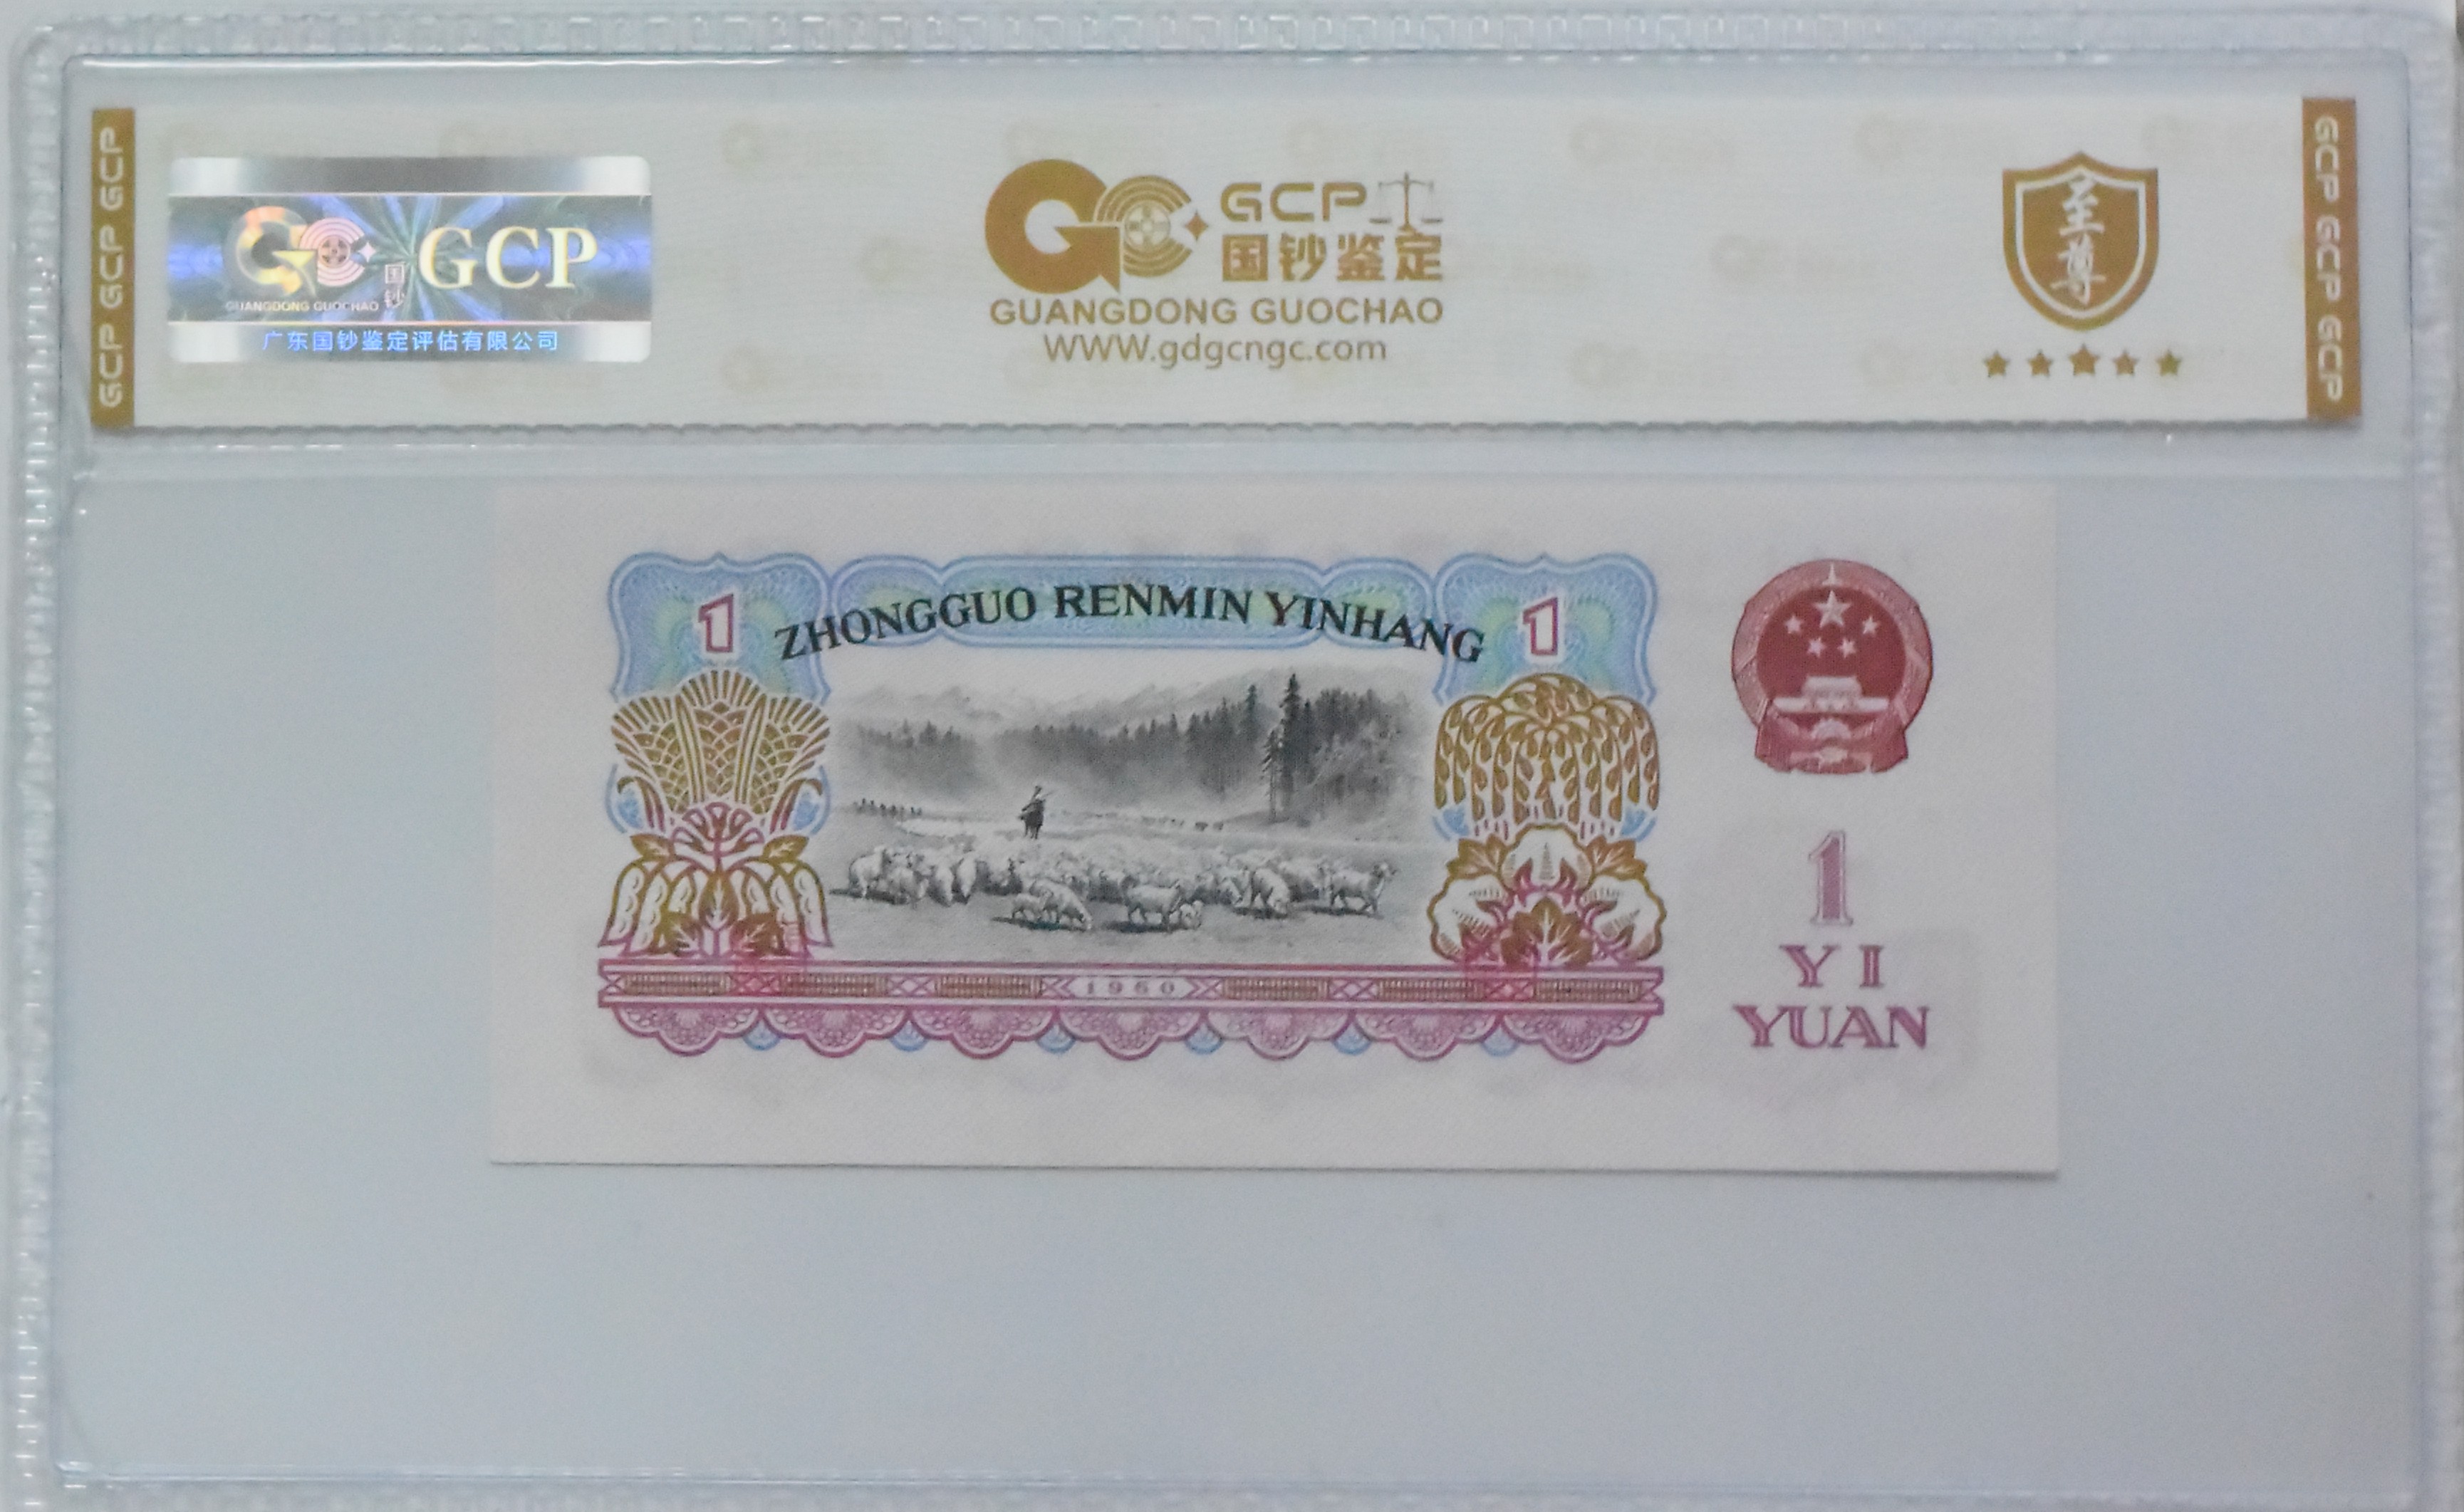 GCP GCP GCP
GCP
国钞
GUANGDONG GUOCHAO
广东国钞鉴定评估有限公司
GCP
国钞鉴定
GUANGDONG GUOCHAO
WWW.gdgcngc.com
至尊
GCP GCP GCP
1
ZHONGGUO RENMIN YINHANG
1
1960
1
YI
YUAN